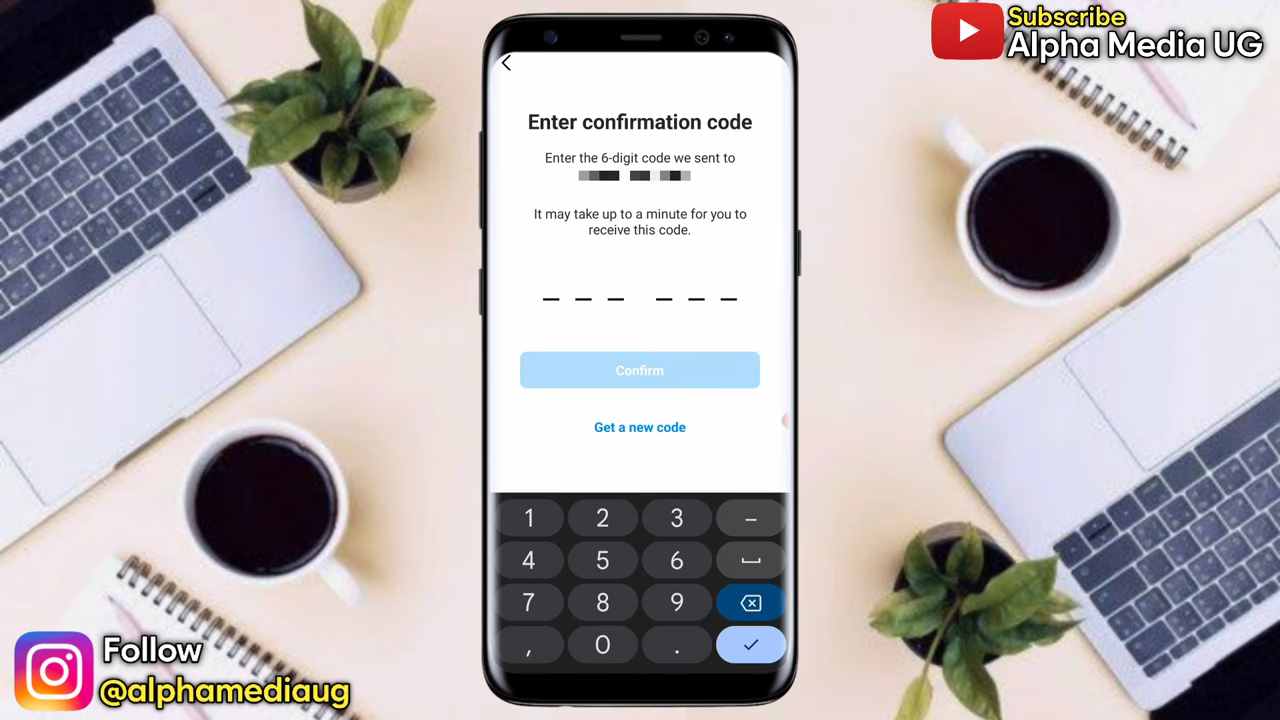 Subscribe
Alpha Media UG
Enter confirmation code
Enter the 6-digit code we sent to
It may take up to a minute for you to
receive this code.
Confirm
Get a new code
1 2 3 –
4 5 6
7 8 9
, 0 .
Follow
@alphamediaug